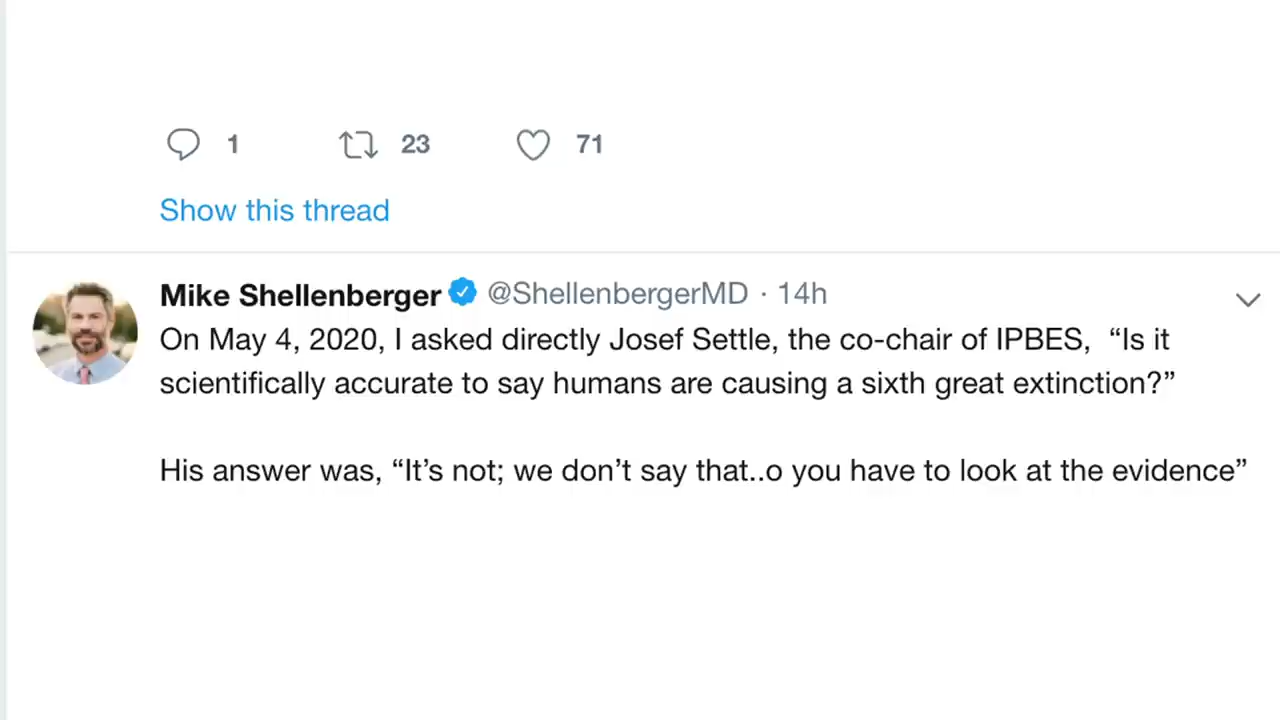 1 23 71
Show this thread
Mike Shellenberger @ShellenbergerMD · 14h
On May 4, 2020, I asked directly Josef Settle, the co-chair of IPBES,  “Is it
scientifically accurate to say humans are causing a sixth great extinction?”
His answer was, “It’s not; we don’t say that..o you have to look at the evidence”